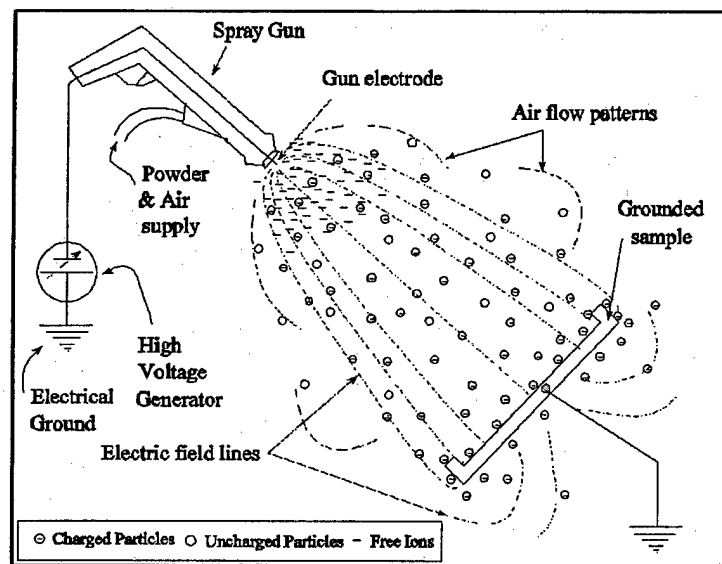 Spray Gun
Gun electrode
Air flow patterns
Powder
& Air
supply
Grounded
sample
High
Voltage
Generator
Electrical
Ground
Electric field lines
Charged Particles Uncharged Particles - Free Ions